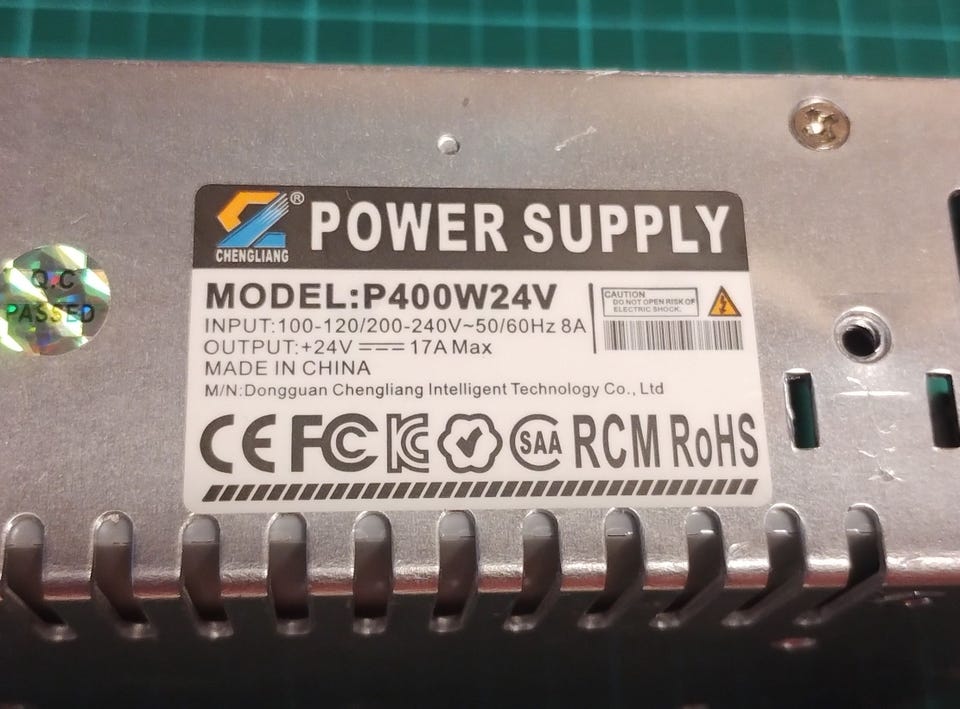 Q.C
PASSED
®
CHENGLIANG
POWER SUPPLY
MODEL:P400W24V
INPUT:100-120/200-240V~50/60Hz 8A
OUTPUT:+24V ⎓ 17A Max
MADE IN CHINA
M/N:Dongguan Chengliang Intelligent Technology Co., Ltd
CAUTION
DO NOT OPEN RISK OF
ELECTRIC SHOCK.
CE FC KC SAA RCM RoHS